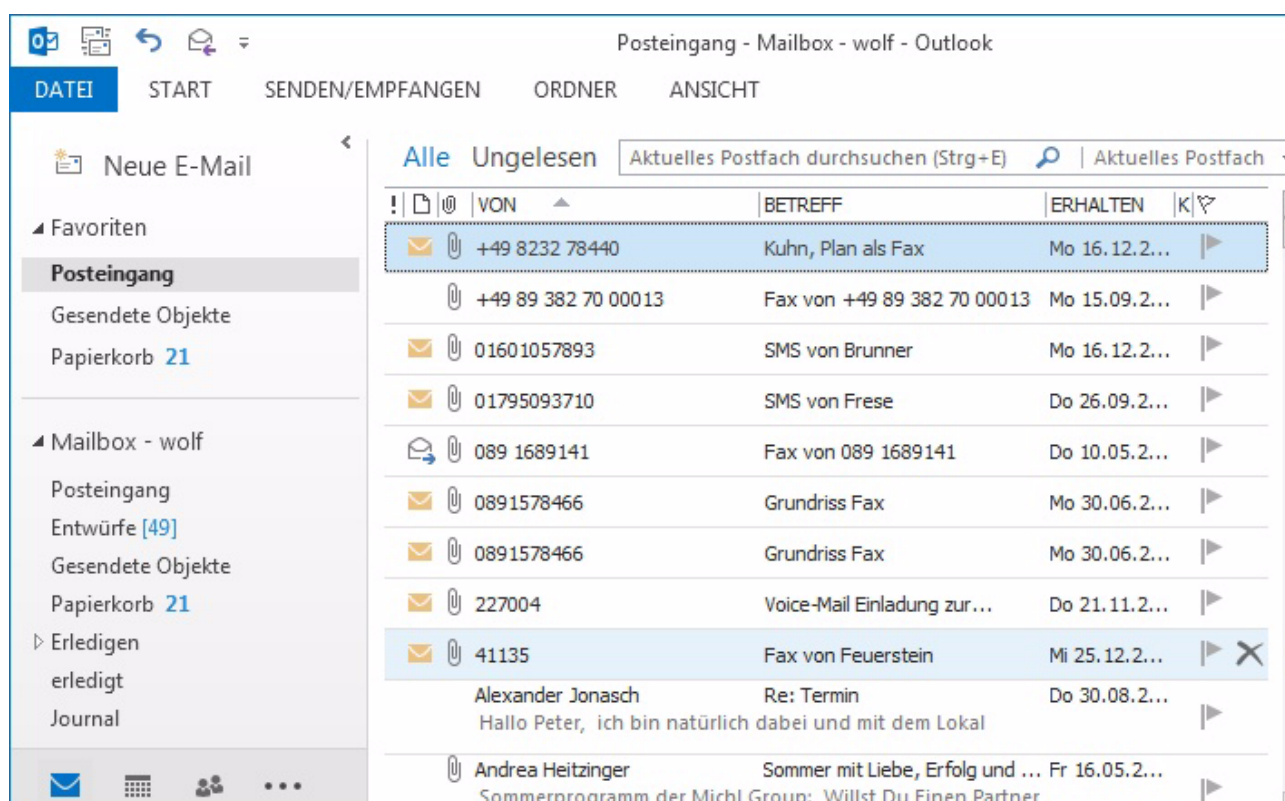 Posteingang - Mailbox - wolf - Outlook
DATEI START SENDEN/EMPFANGEN ORDNER ANSICHT
Neue E-Mail
Favoriten
Posteingang
Gesendete Objekte
Papierkorb 21
Mailbox - wolf
Posteingang
Entwürfe [49]
Gesendete Objekte
Papierkorb 21
Erledigen
erledigt
Journal
Alle Ungelesen Aktuelles Postfach durchsuchen (Strg+E) Aktuelles Postfach
! VON BETREFF ERHALTEN K
+49 8232 78440 Kuhn, Plan als Fax Mo 16.12.2...
+49 89 382 70 00013 Fax von +49 89 382 70 00013 Mo 15.09.2...
01601057893 SMS von Brunner Mo 16.12.2...
01795093710 SMS von Frese Do 26.09.2...
089 1689141 Fax von 089 1689141 Do 10.05.2...
0891578466 Grundriss Fax Mo 30.06.2...
0891578466 Grundriss Fax Mo 30.06.2...
227004 Voice-Mail Einladung zur... Do 21.11.2...
41135 Fax von Feuerstein Mi 25.12.2...
Alexander Jonasch Re: Termin Do 30.08.2...
Hallo Peter, ich bin natürlich dabei und mit dem Lokal
Andrea Heitzinger Sommer mit Liebe, Erfolg und ... Fr 16.05.2...
Sommerprogramm der Michl Group: Willst Du Einen Partner